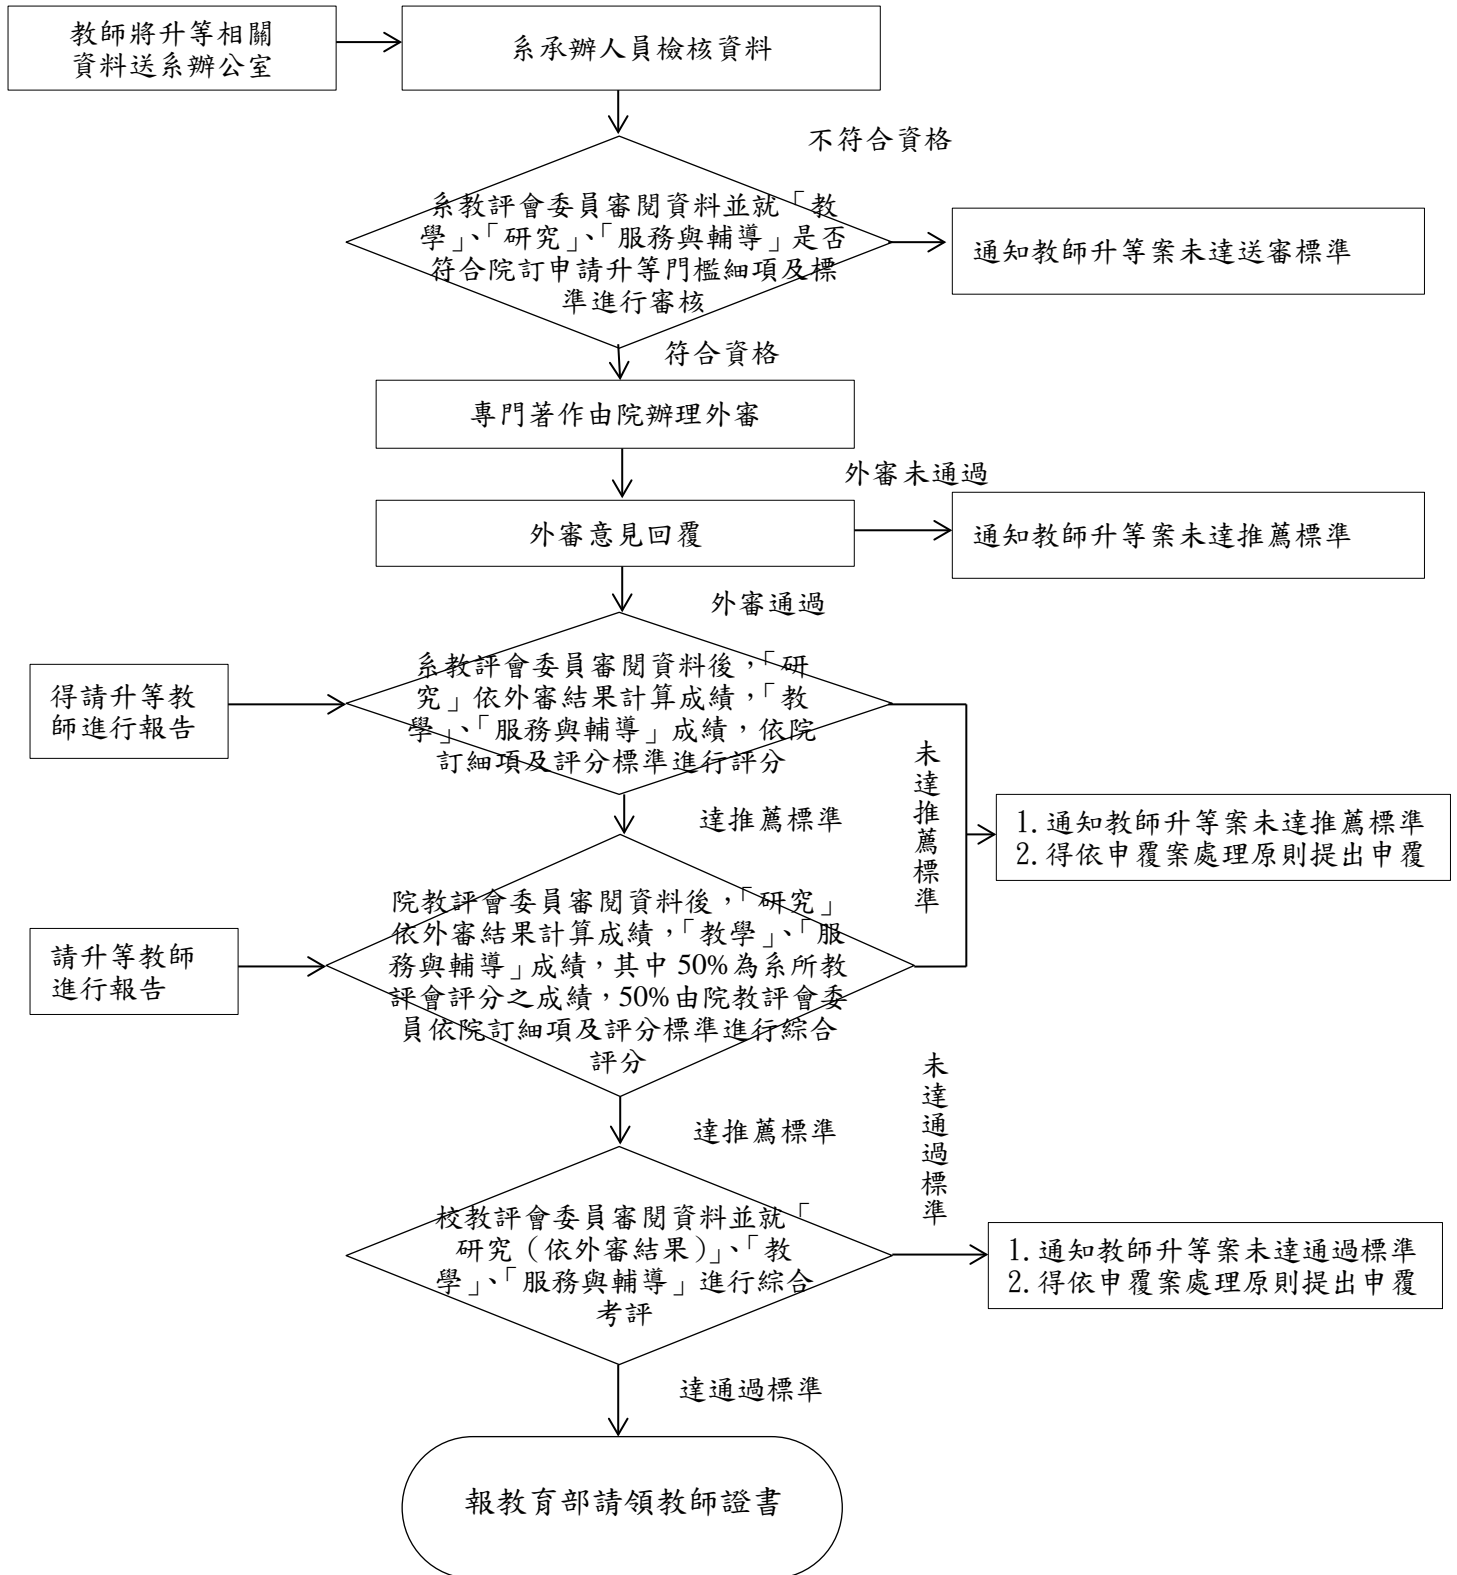 教師將升等相關
資料送系辦公室
系承辦人員檢核資料
不符合資格
系教評會委員審閱資料並就「教
學」、「研究」、「服務與輔導」是否
符合院訂申請升等門檻細項及標
準進行審核
通知教師升等案未達送審標準
符合資格
專門著作由院辦理外審
外審未通過
外審意見回覆
通知教師升等案未達推薦標準
外審通過
得請升等教
師進行報告
系教評會委員審閱資料後，「研
究」依外審結果計算成績，「教
學」、「服務與輔導」成績，依院
訂細項及評分標準進行評分
未達推薦標準
1.通知教師升等案未達推薦標準
2.得依申覆案處理原則提出申覆
達推薦標準
請升等教師
進行報告
院教評會委員審閱資料後，「研究」
依外審結果計算成績，「教學」、「服
務與輔導」成績，其中 50%為系所教
評會評分之成績，50%由院教評會委
員依院訂細項及評分標準進行綜合
評分
達推薦標準
未達通過標準
校教評會委員審閱資料並就「
研究（依外審結果）」、「教
學」、「服務與輔導」進行綜合
考評
1.通知教師升等案未達通過標準
2.得依申覆案處理原則提出申覆
達通過標準
報教育部請領教師證書